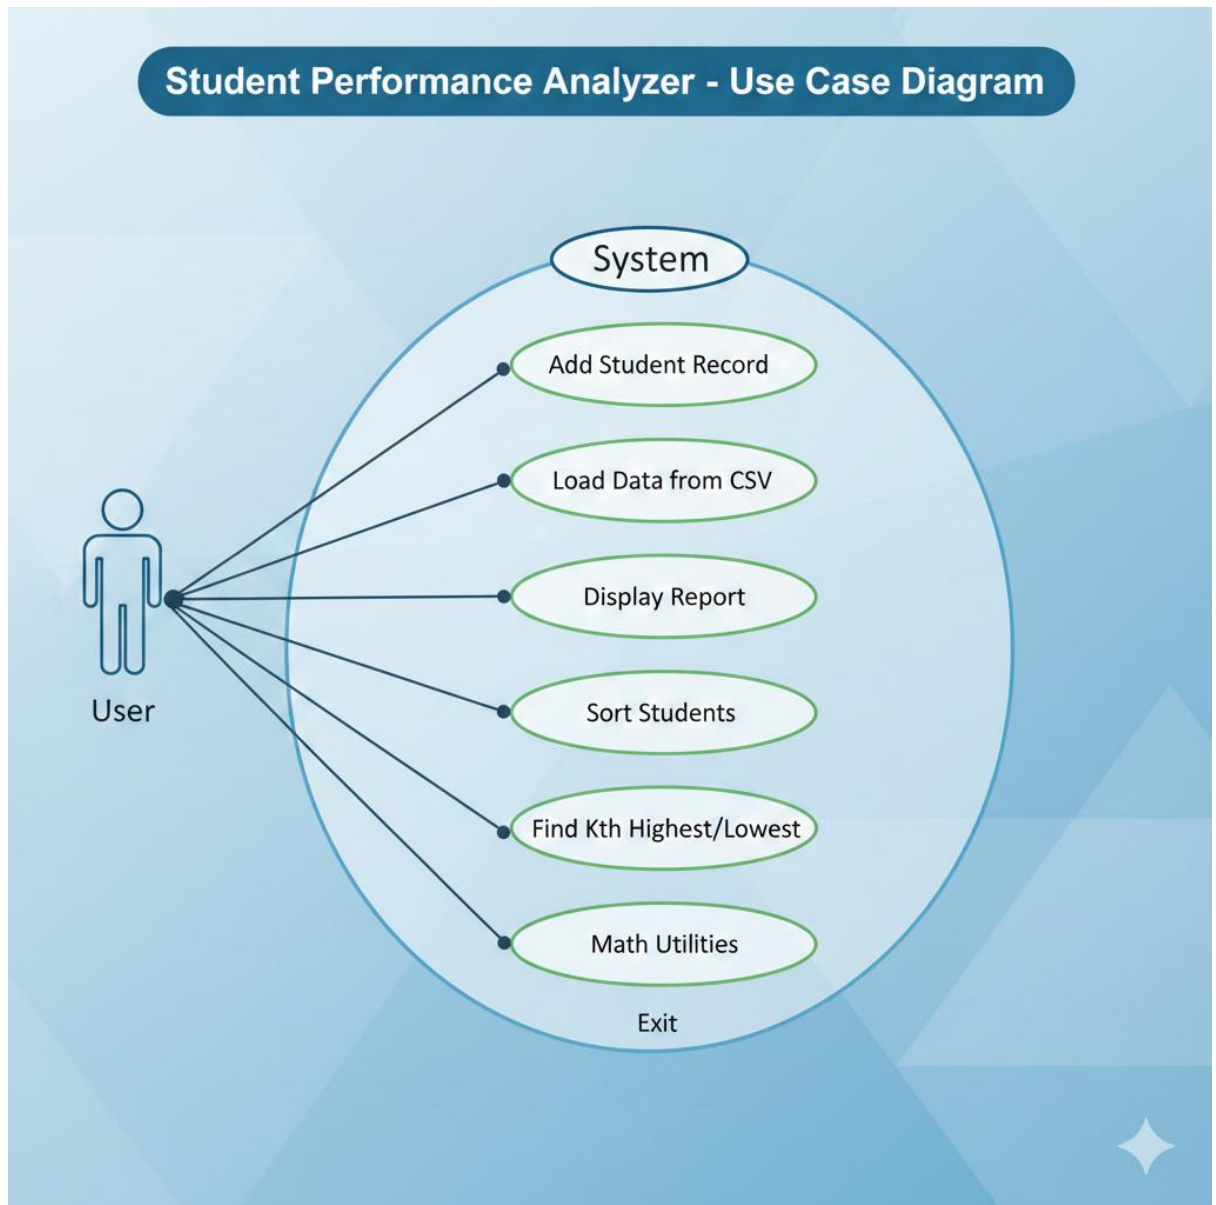 Student Performance Analyzer - Use Case Diagram
System
Add Student Record
Load Data from CSV
Display Report
User
Sort Students
Find Kth Highest/Lowest
Math Utilities
Exit